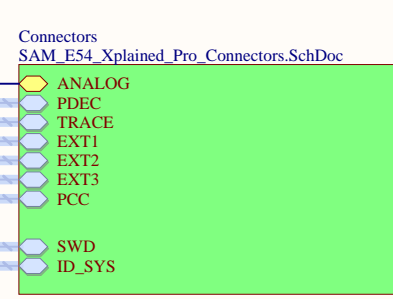 Connectors
SAM_E54_Xplained_Pro_Connectors.SchDoc
ANALOG
PDEC
TRACE
EXT1
EXT2
EXT3
PCC
SWD
ID_SYS